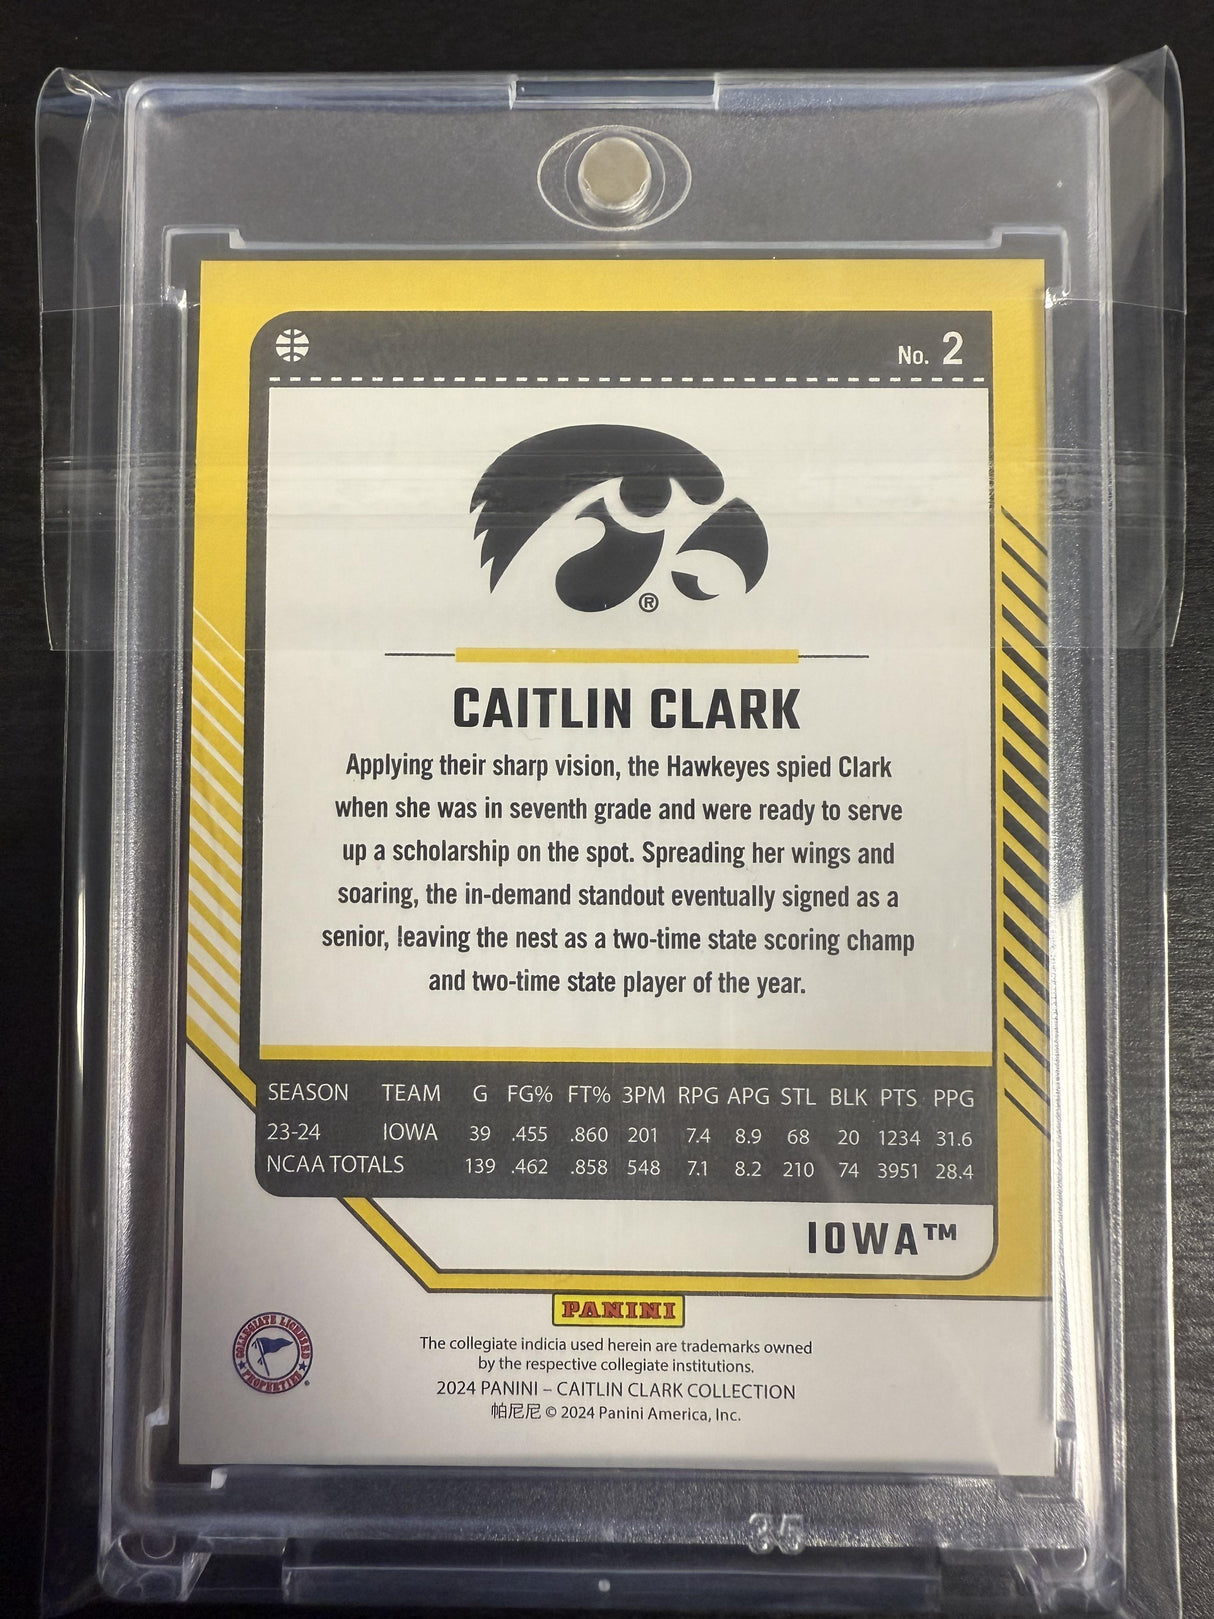 No. 2
®
CAITLIN CLARK
Applying their sharp vision, the Hawkeyes spied Clark
when she was in seventh grade and were ready to serve
up a scholarship on the spot. Spreading her wings and
soaring, the in-demand standout eventually signed as a
senior, leaving the nest as a two-time state scoring champ
and two-time state player of the year.
SEASON TEAM G FG% FT% 3PM RPG APG STL BLK PTS PPG
23-24 IOWA 39 .455 .860 201 7.4 8.9 68 20 1234 31.6
NCAA TOTALS 139 .462 .858 548 7.1 8.2 210 74 3951 28.4
IOWA™
PANINI
COLLEGIATE LICENSED PROPERTIES
The collegiate indicia used herein are trademarks owned
by the respective collegiate institutions.
2024 PANINI – CAITLIN CLARK COLLECTION
帕尼尼 © 2024 Panini America, Inc.
35